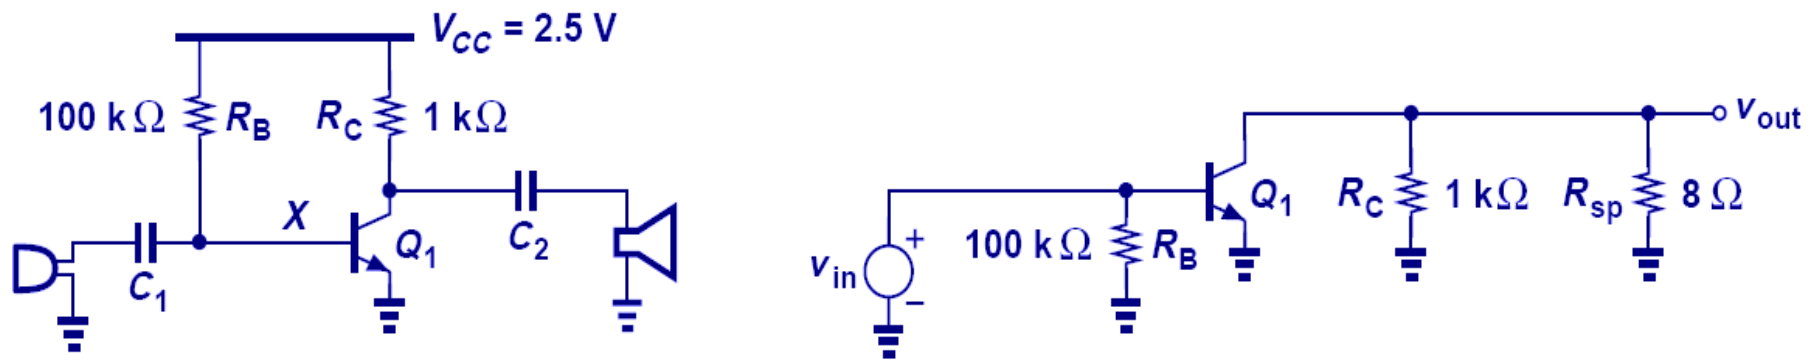 V_CC = 2.5 V
100 kΩ R_B
R_C 1 kΩ
X
Q_1
C_1
C_2
v_in
100 kΩ R_B
Q_1
R_C 1 kΩ
R_sp 8 Ω
v_out
+
−